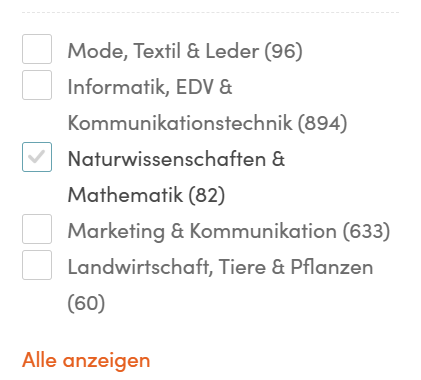 Mode, Textil & Leder (96)
Informatik, EDV &
Kommunikationstechnik (894)
Naturwissenschaften &
Mathematik (82)
Marketing & Kommunikation (633)
Landwirtschaft, Tiere & Pflanzen
(60)
Alle anzeigen